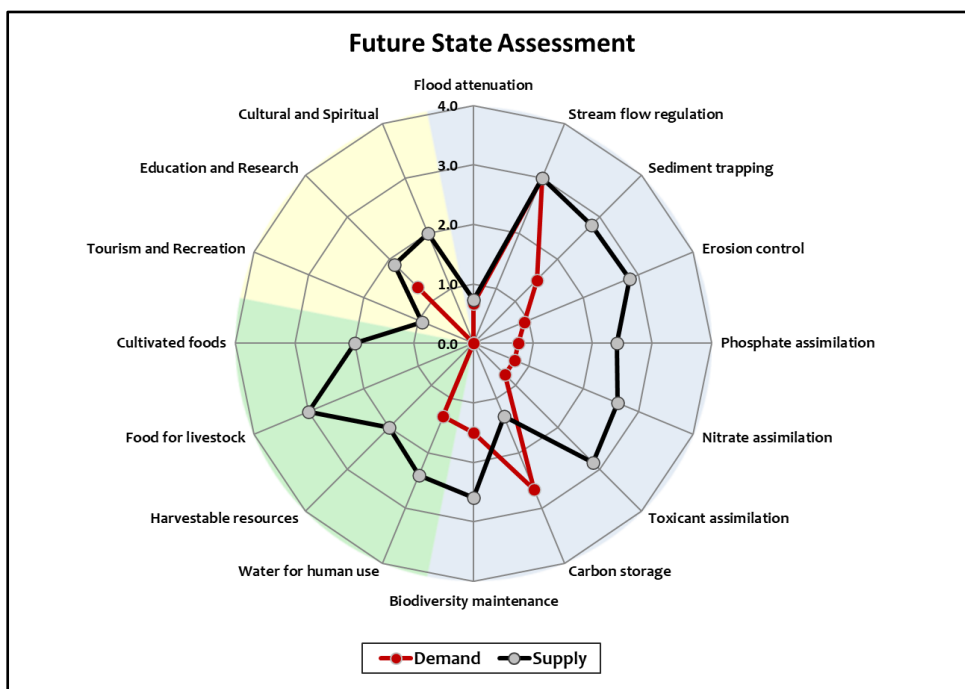 Future State Assessment
Flood attenuation
Stream flow regulation
Sediment trapping
Erosion control
Phosphate assimilation
Nitrate assimilation
Toxicant assimilation
Carbon storage
Biodiversity maintenance
Water for human use
Harvestable resources
Food for livestock
Cultivated foods
Tourism and Recreation
Education and Research
Cultural and Spiritual
4.0
3.0
2.0
1.0
0.0
Demand
Supply